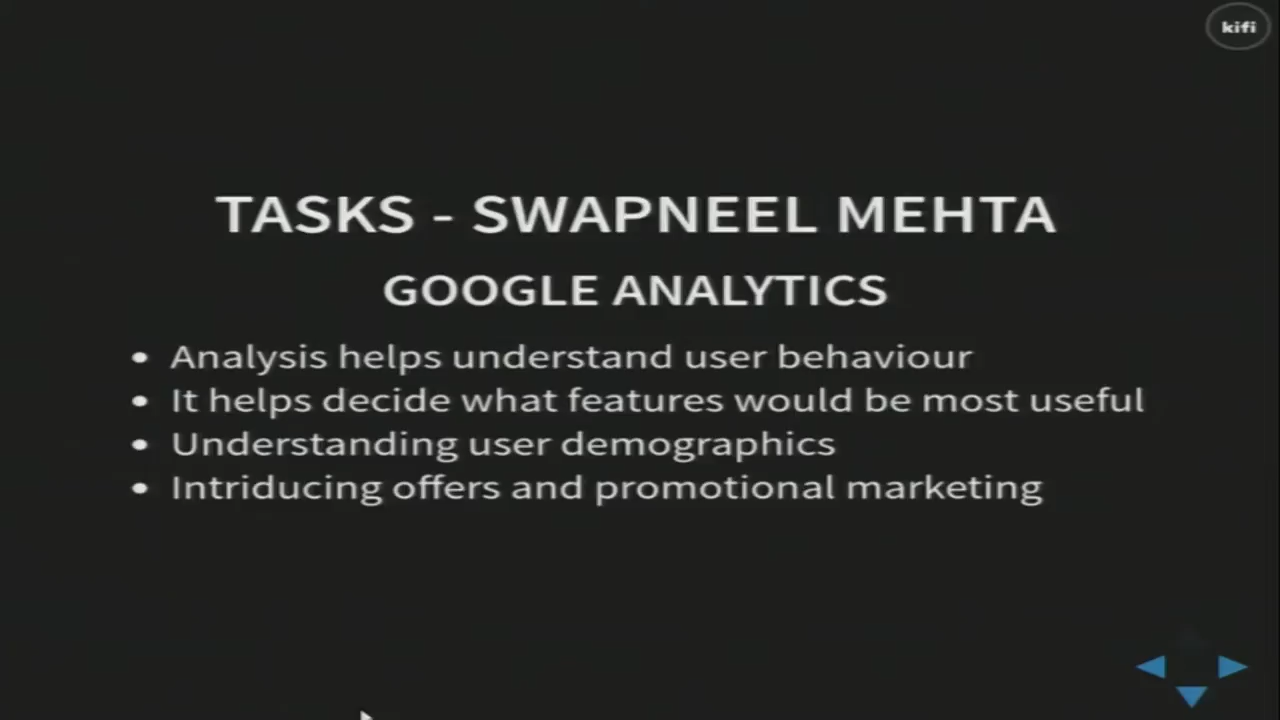 kifi
TASKS - SWAPNEEL MEHTA
GOOGLE ANALYTICS
• Analysis helps understand user behaviour
• It helps decide what features would be most useful
• Understanding user demographics
• Intriducing offers and promotional marketing